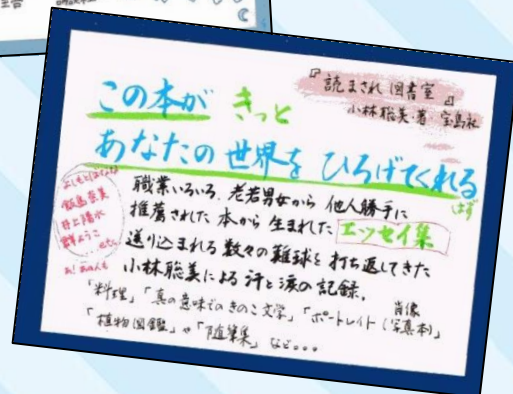 『読まされ図書室』
小林聡美・著 宝島社
この本が きっと
あなたの世界を ひろげてくれる
はず
よしもとばなな
飯島奈美
井上陽水
群ようこ
etc.
あ! あの人も
職業いろいろ、老若男女から 他人勝手に
推薦された 本から 生まれた エッセイ集
送り込まれる 数々の 難球を 打ち返してきた
小林聡美による 汗と涙の記録。
「料理」「真の意味での きのこ文学」「ポートレイト(肖像写真本)」
「植物図鑑」や「随筆集」など。。。